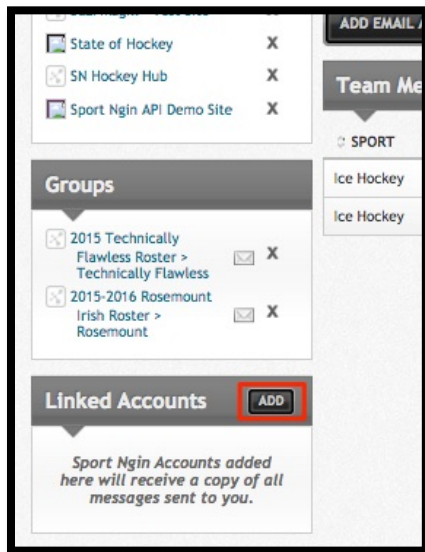 State of Hockey X
SN Hockey Hub X
Sport Ngin API Demo Site X
Groups
2015 Technically
Flawless Roster >
Technically Flawless
X
2015-2016 Rosemount
Irish Roster >
Rosemount
X
Linked Accounts ADD
Sport Ngin Accounts added
here will receive a copy of all
messages sent to you.
ADD EMAIL
Team Me
SPORT
Ice Hockey
Ice Hockey